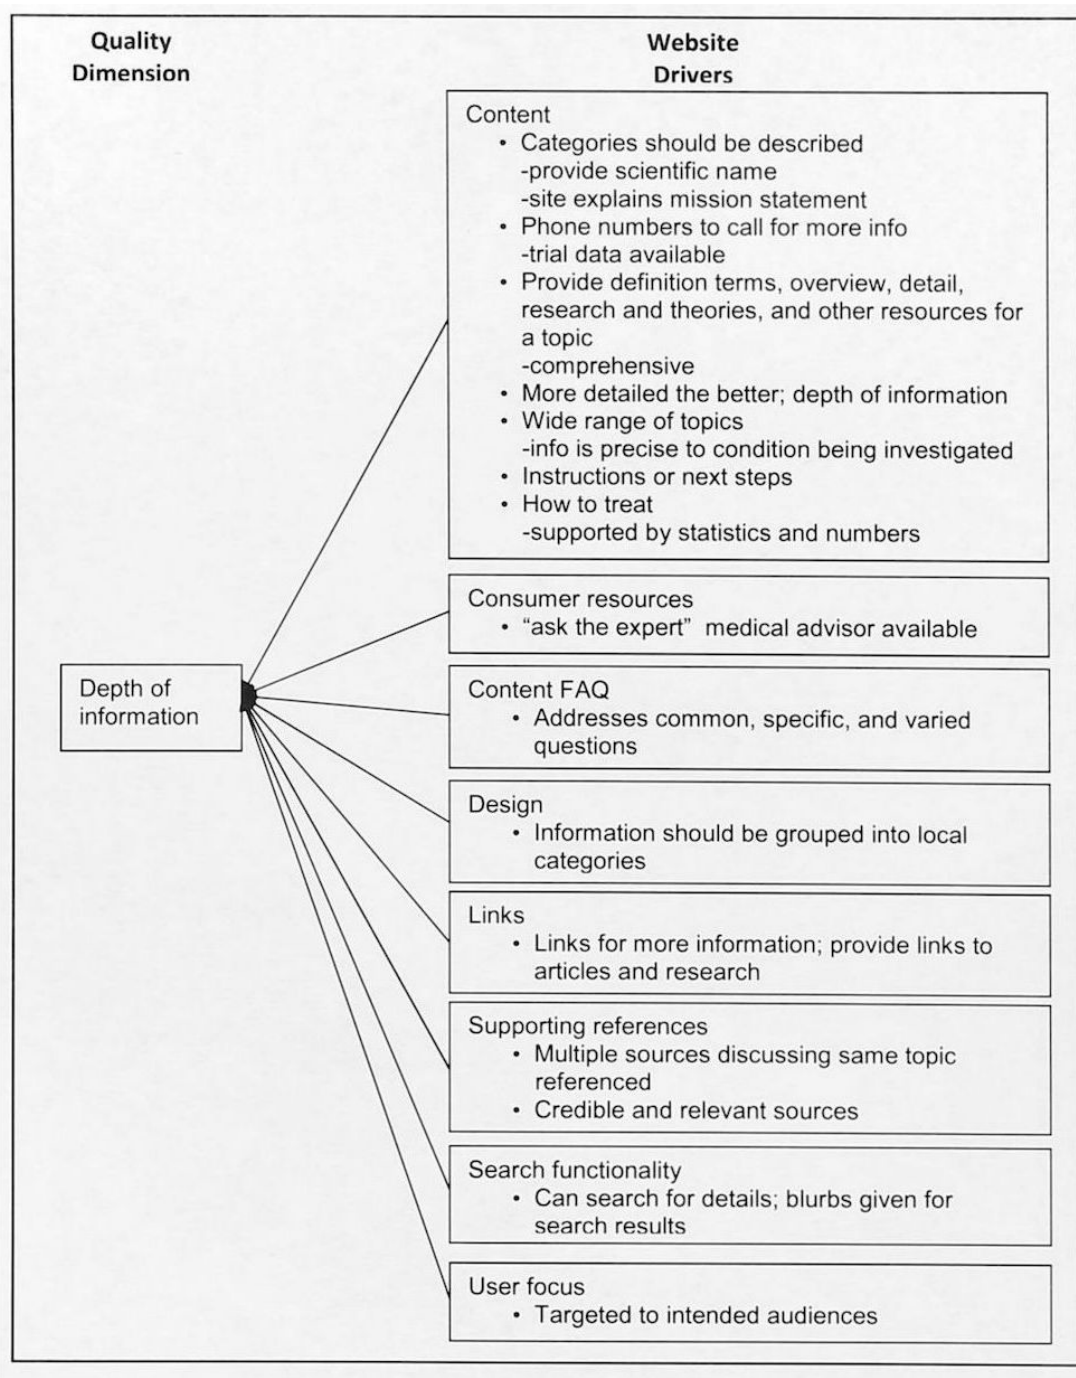 Quality
Dimension
Website
Drivers
Content
• Categories should be described
-provide scientific name
-site explains mission statement
• Phone numbers to call for more info
-trial data available
• Provide definition terms, overview, detail,
research and theories, and other resources for
a topic
-comprehensive
• More detailed the better; depth of information
• Wide range of topics
-info is precise to condition being investigated
• Instructions or next steps
• How to treat
-supported by statistics and numbers
Consumer resources
• “ask the expert” medical advisor available
Depth of
information
Content FAQ
• Addresses common, specific, and varied
questions
Design
• Information should be grouped into local
categories
Links
• Links for more information; provide links to
articles and research
Supporting references
• Multiple sources discussing same topic
referenced
• Credible and relevant sources
Search functionality
• Can search for details; blurbs given for
search results
User focus
• Targeted to intended audiences